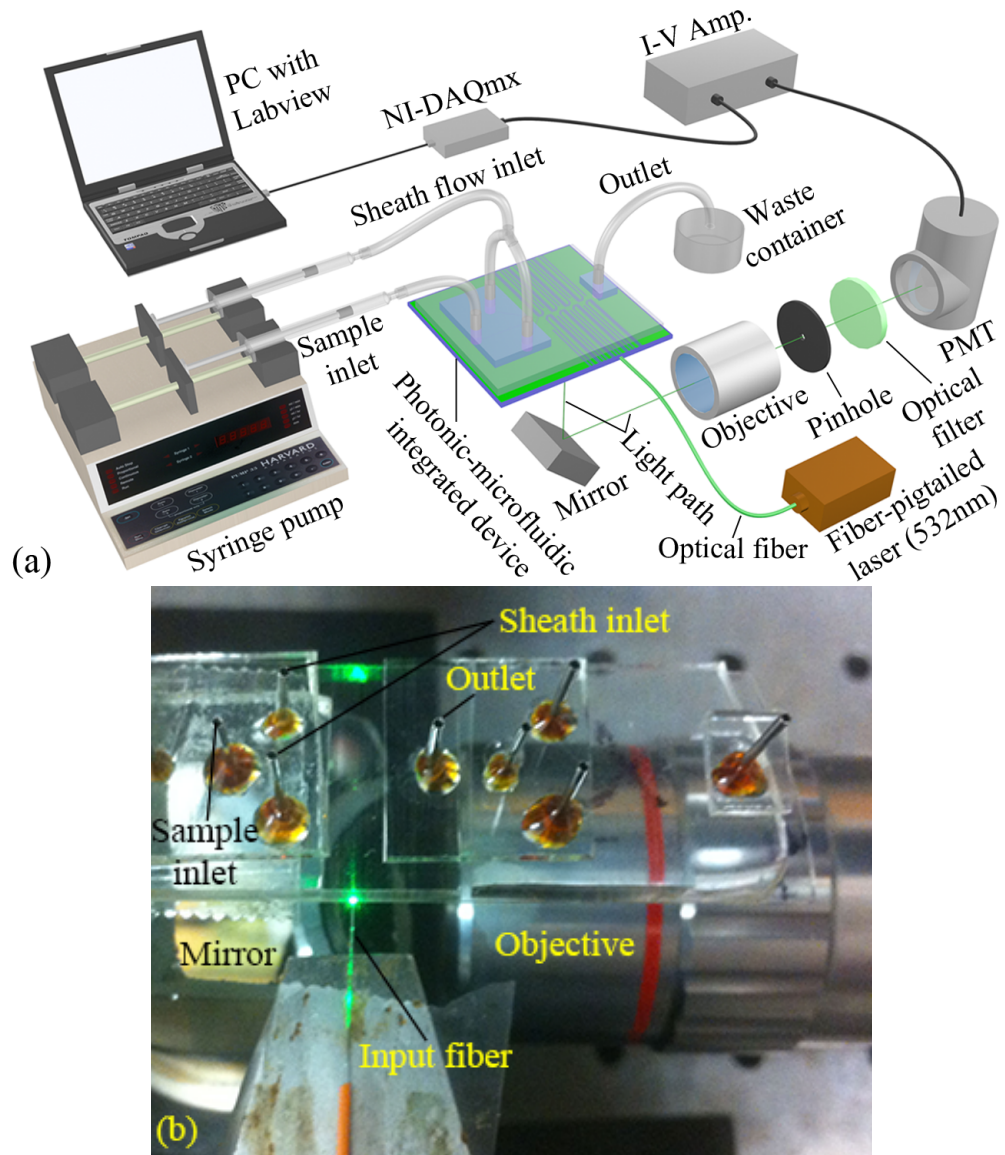 I-V Amp.
PC with
Labview
NI-DAQmx
Sheath flow inlet
Outlet
Waste
container
Sample
inlet
Photonic-microfluidic
integrated device
Mirror
Light path
Objective
Pinhole
Optical
filter
PMT
Optical fiber
Fiber-pigtailed
laser (532nm)
HARVARD
Syringe pump
(a)
Sheath inlet
Outlet
Sample
inlet
Mirror
Objective
Input fiber
(b)